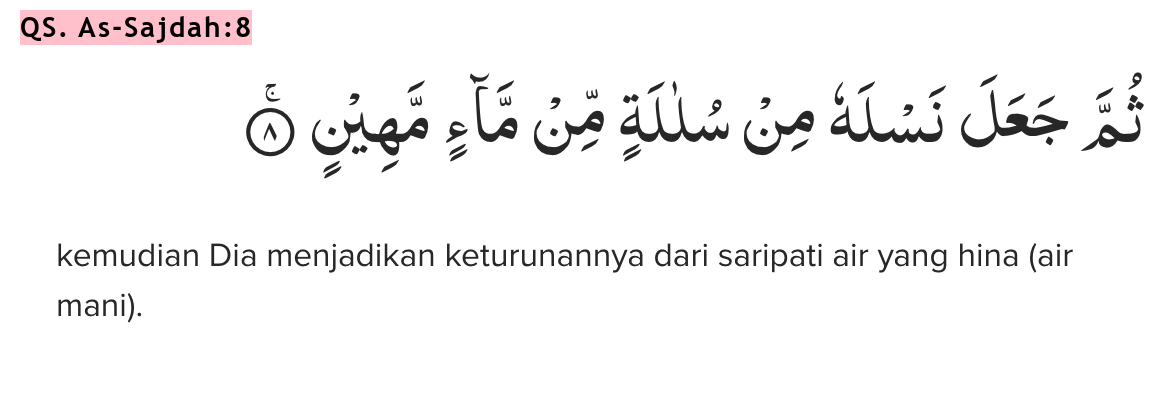 QS. As-Sajdah:8
ثُمَّ جَعَلَ نَسْلَهٗ مِنْ سُلٰلَةٍ مِّنْ مَّاۤءٍ مَّهِيْنٍ ۚ ۝٨
kemudian Dia menjadikan keturunannya dari saripati air yang hina (air
mani).